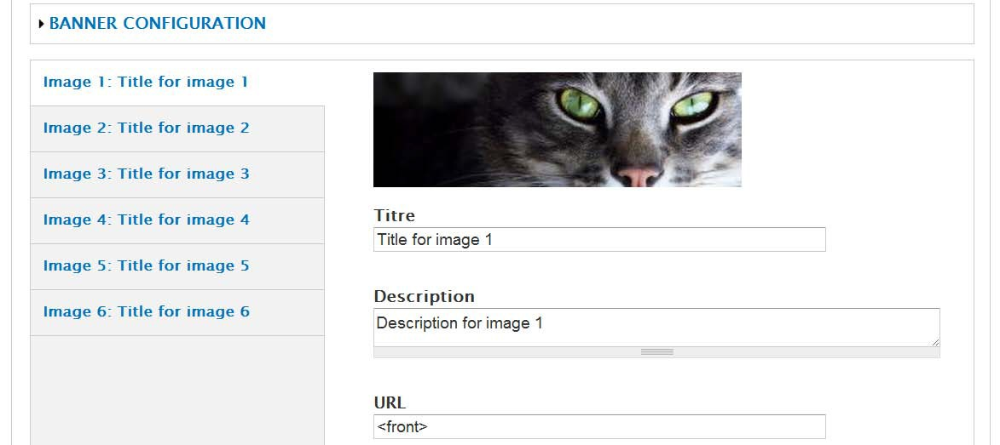 BANNER CONFIGURATION
Image 1: Title for image 1
Image 2: Title for image 2
Image 3: Title for image 3
Image 4: Title for image 4
Image 5: Title for image 5
Image 6: Title for image 6
Titre
Title for image 1
Description
Description for image 1
URL
<front>